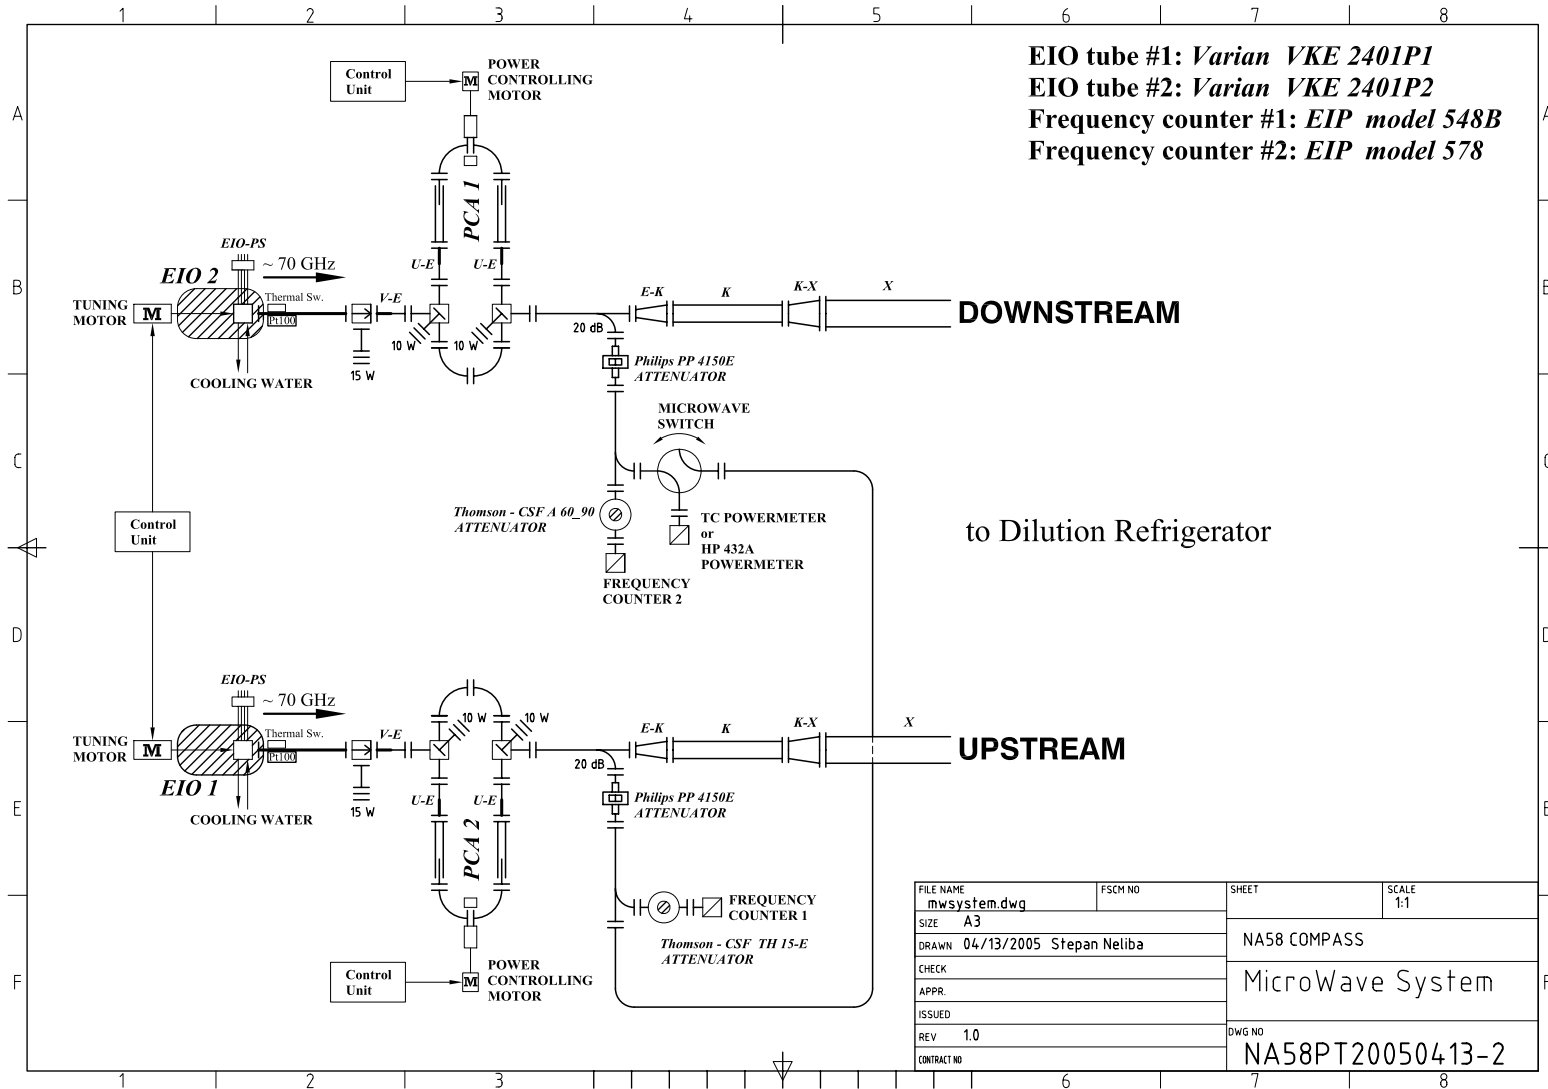 1 2 3 4 5 6 7 8
EIO tube #1: Varian VKE 2401P1
EIO tube #2: Varian VKE 2401P2
Frequency counter #1: EIP model 548B
Frequency counter #2: EIP model 578
A
Control
Unit
M
POWER
CONTROLLING
MOTOR
PCA 1
B
EIO-PS
~ 70 GHz
EIO 2
TUNING
MOTOR
M
Thermal Sw.
Pt100
COOLING WATER
V-E
15 W
U-E
U-E
10 W
10 W
20 dB
E-K
K
K-X
X
DOWNSTREAM
Philips PP 4150E
ATTENUATOR
MICROWAVE
SWITCH
C
Thomson - CSF A 60_90
ATTENUATOR
TC POWERMETER
or
HP 432A
POWERMETER
FREQUENCY
COUNTER 2
Control
Unit
to Dilution Refrigerator
D
EIO-PS
~ 70 GHz
TUNING
MOTOR
M
Thermal Sw.
Pt100
EIO 1
COOLING WATER
V-E
15 W
10 W
10 W
U-E
U-E
20 dB
E-K
K
K-X
X
UPSTREAM
Philips PP 4150E
ATTENUATOR
E
PCA 2
FREQUENCY
COUNTER 1
Thomson - CSF TH 15-E
ATTENUATOR
F
Control
Unit
M
POWER
CONTROLLING
MOTOR
FILE NAME
mwsystem.dwg
FSCM NO
SHEET
SCALE
1:1
SIZE A3
DRAWN 04/13/2005 Stepan Neliba
CHECK
APPR.
ISSUED
REV 1.0
CONTRACT NO
NA58 COMPASS
MicroWave System
DWG NO
NA58PT20050413-2
1 2 3 6 7 8